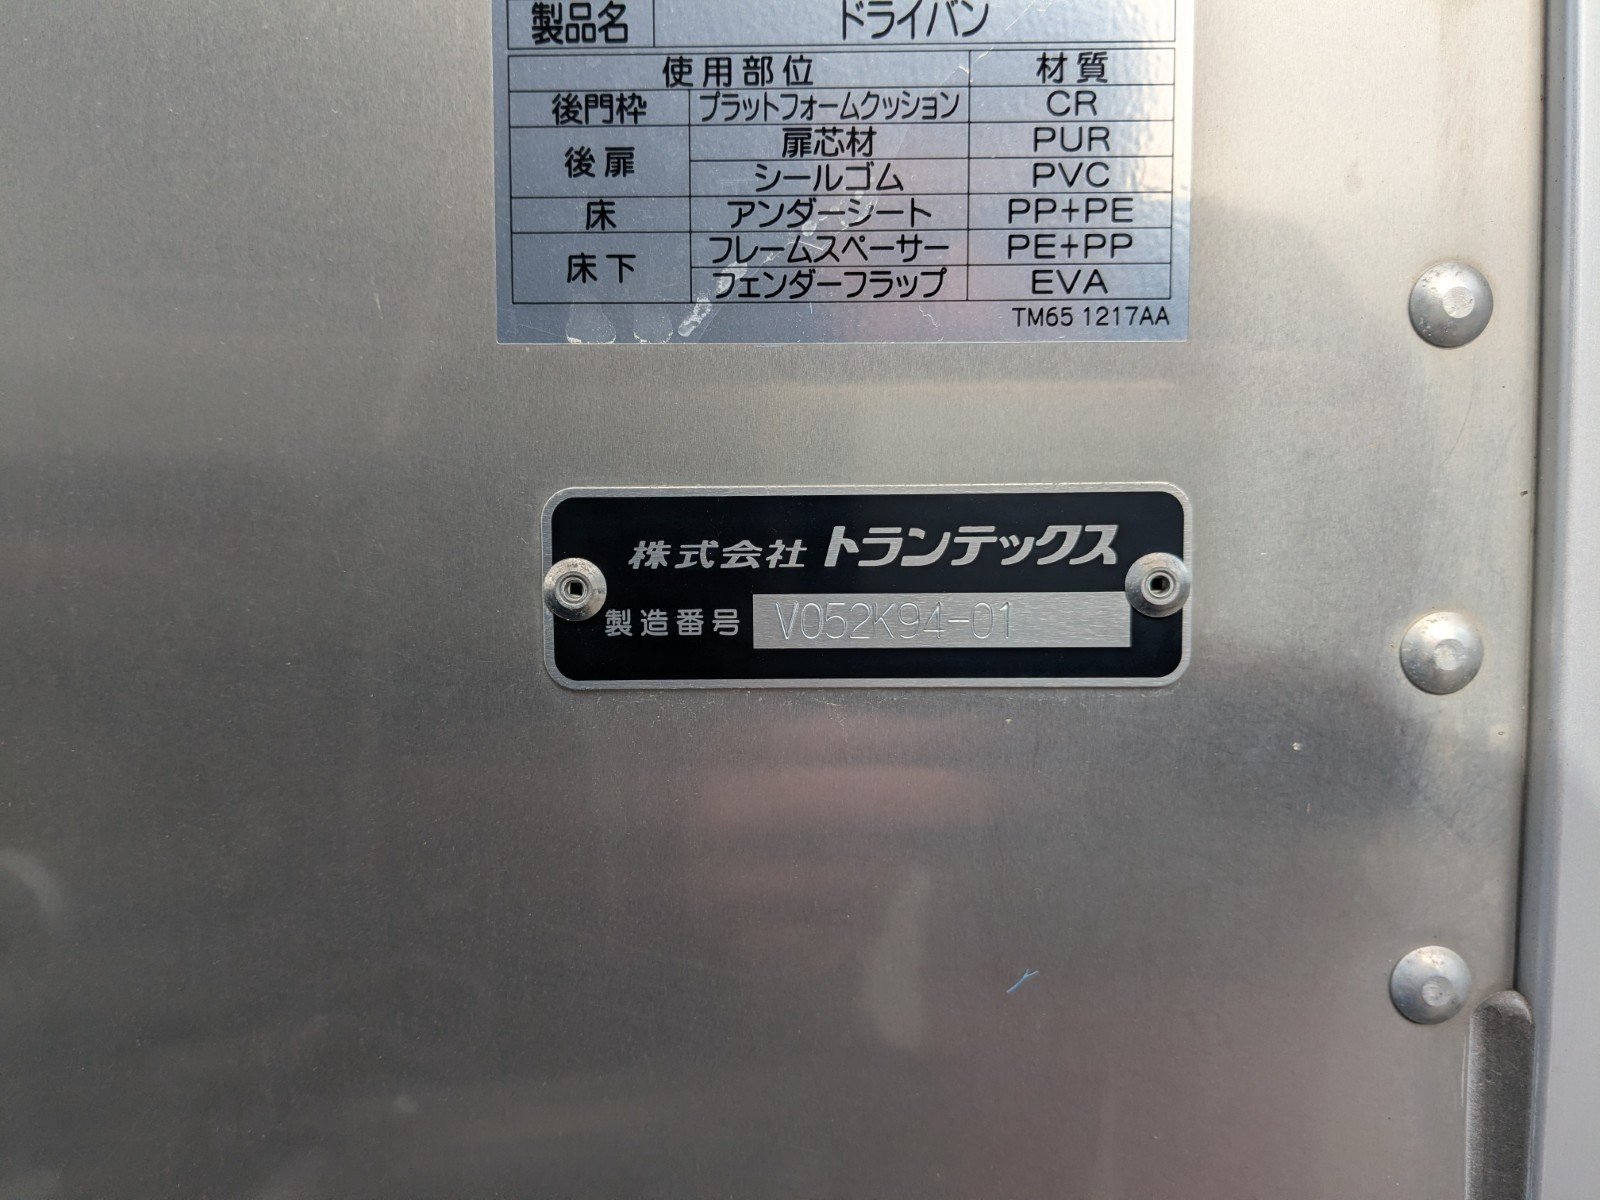 製品名 ドライバン
使用部位 材質
後門枠 プラットフォームクッション CR
後扉 扉芯材 PUR
シールゴム PVC
床 アンダーシート PP+PE
床下 フレームスペーサー PE+PP
フェンダーフラップ EVA
TM65 1217AA
株式会社 トランテックス
製造番号 V052K94-01